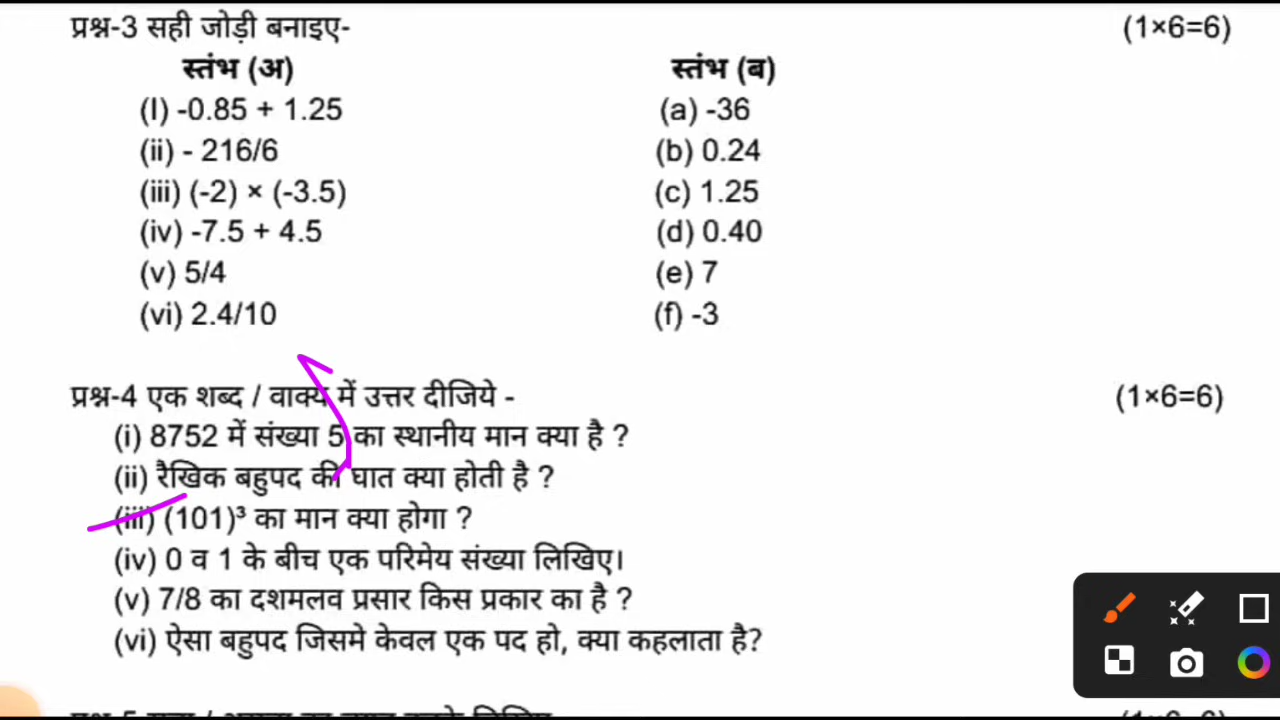 प्रश्न-3 सही जोड़ी बनाइए- (1×6=6)
स्तंभ (अ) स्तंभ (ब)
(I) -0.85 + 1.25 (a) -36
(ii) - 216/6 (b) 0.24
(iii) (-2) × (-3.5) (c) 1.25
(iv) -7.5 + 4.5 (d) 0.40
(v) 5/4 (e) 7
(vi) 2.4/10 (f) -3
प्रश्न-4 एक शब्द / वाक्य में उत्तर दीजिये - (1×6=6)
(i) 8752 में संख्या 5 का स्थानीय मान क्या है ?
(ii) रैखिक बहुपद की घात क्या होती है ?
(iii) (101)³ का मान क्या होगा ?
(iv) 0 व 1 के बीच एक परिमेय संख्या लिखिए।
(v) 7/8 का दशमलव प्रसार किस प्रकार का है ?
(vi) ऐसा बहुपद जिसमे केवल एक पद हो, क्या कहलाता है?